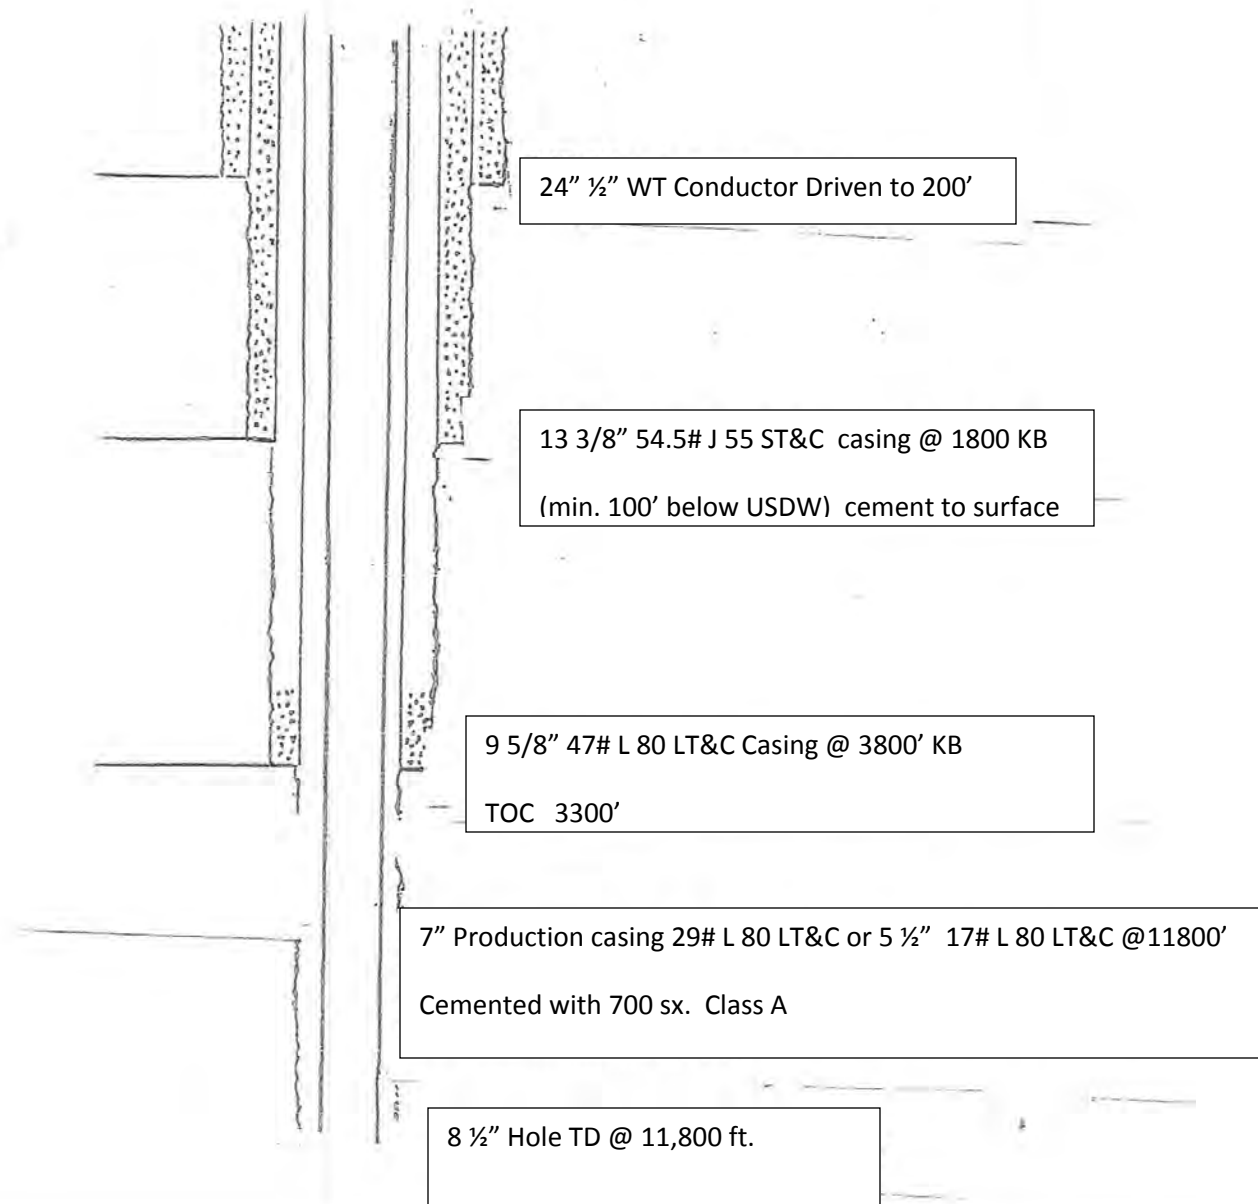 24” ½” WT Conductor Driven to 200’
13 3/8” 54.5# J 55 ST&C casing @ 1800 KB
(min. 100’ below USDW) cement to surface
9 5/8” 47# L 80 LT&C Casing @ 3800’ KB
TOC 3300’
7” Production casing 29# L 80 LT&C or 5 ½” 17# L 80 LT&C @11800’
Cemented with 700 sx. Class A
8 ½” Hole TD @ 11,800 ft.